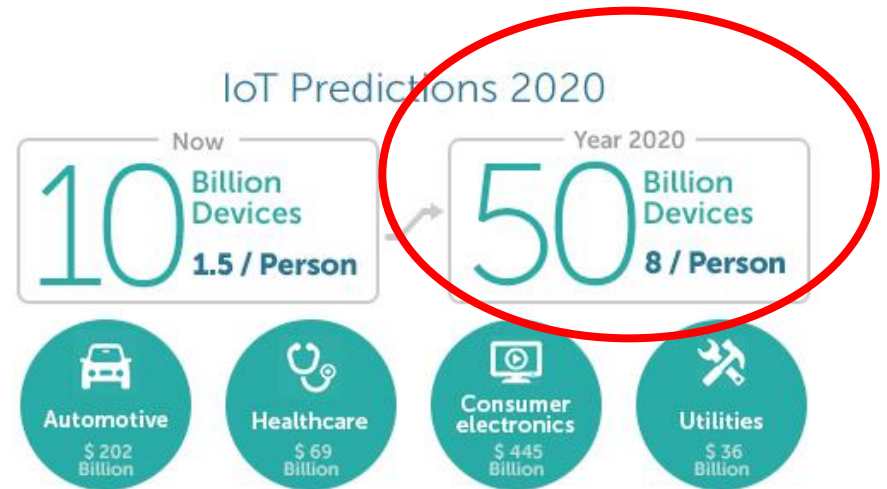 IoT Predictions 2020
Now
10 Billion Devices
1.5 / Person
Year 2020
50 Billion Devices
8 / Person
Automotive
$ 202
Billion
Healthcare
$ 69
Billion
Consumer
electronics
$ 445
Billion
Utilities
$ 36
Billion